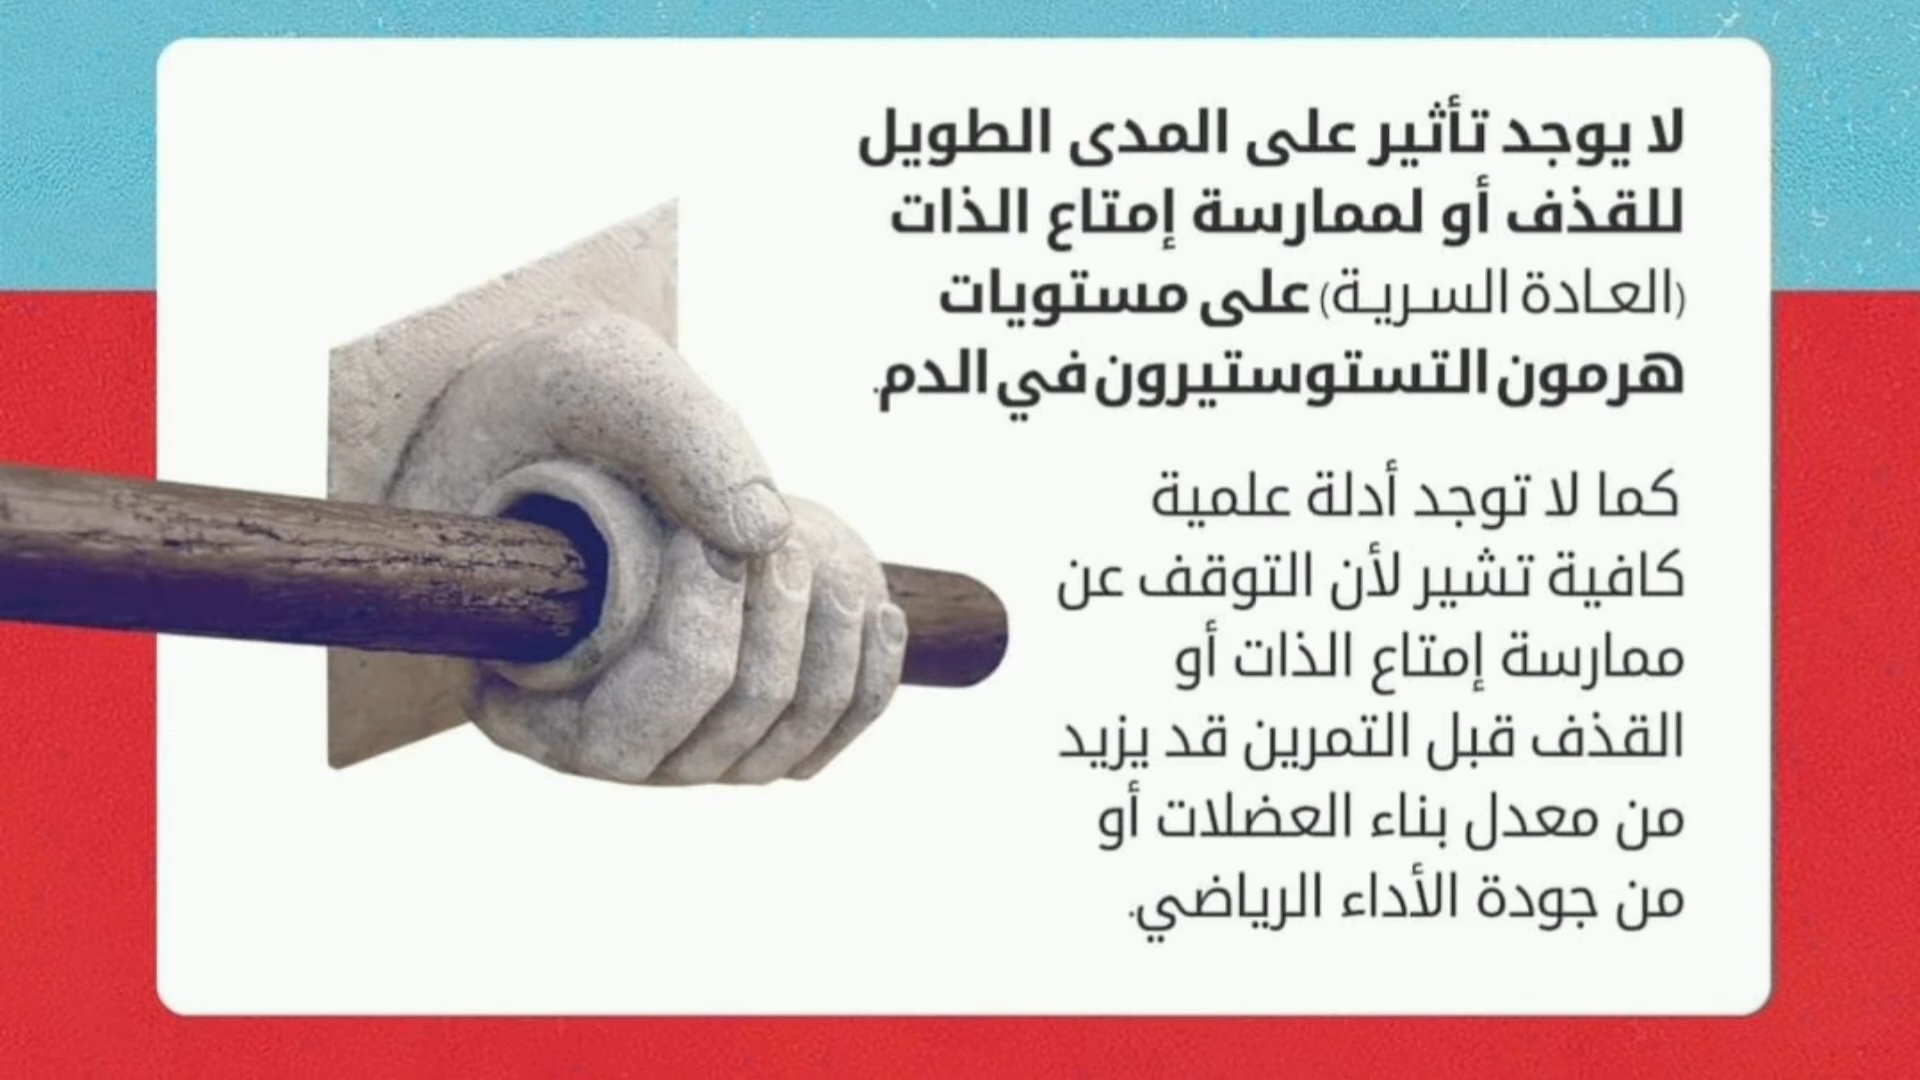 لا يوجد تأثير على المدى الطويل
للقذف أو لممارسة إمتاع الذات
(العادة السرية) على مستويات
هرمون التستوستيرون في الدم.
كما لا توجد أدلة علمية
كافية تشير لأن التوقف عن
ممارسة إمتاع الذات أو
القذف قبل التمرين قد يزيد
من معدل بناء العضلات أو
من جودة الأداء الرياضي.